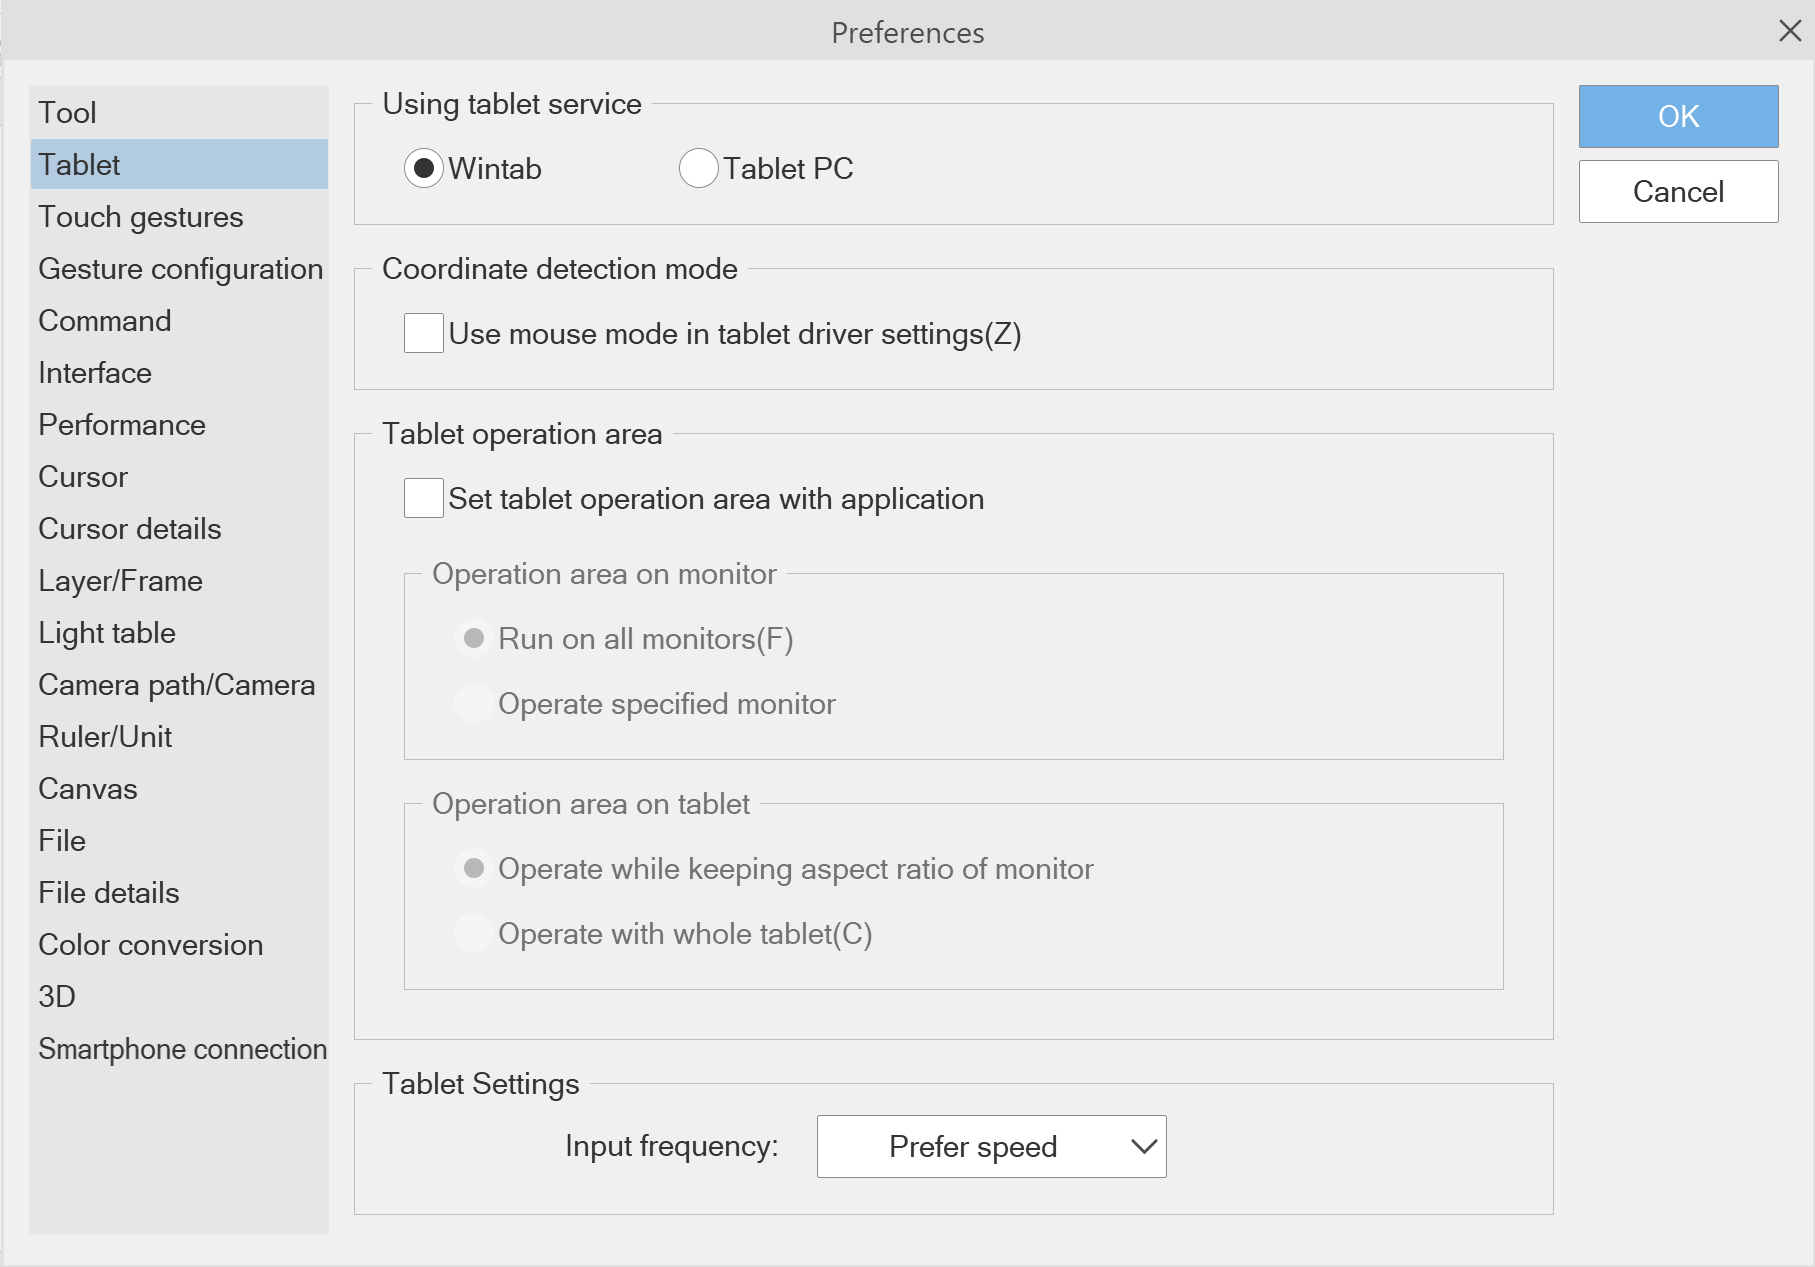 Preferences
Tool
Tablet
Touch gestures
Gesture configuration
Command
Interface
Performance
Cursor
Cursor details
Layer/Frame
Light table
Camera path/Camera
Ruler/Unit
Canvas
File
File details
Color conversion
3D
Smartphone connection
Using tablet service
Wintab Tablet PC
Coordinate detection mode
Use mouse mode in tablet driver settings(Z)
Tablet operation area
Set tablet operation area with application
Operation area on monitor
Run on all monitors(F)
Operate specified monitor
Operation area on tablet
Operate while keeping aspect ratio of monitor
Operate with whole tablet(C)
Tablet Settings
Input frequency: Prefer speed
OK
Cancel